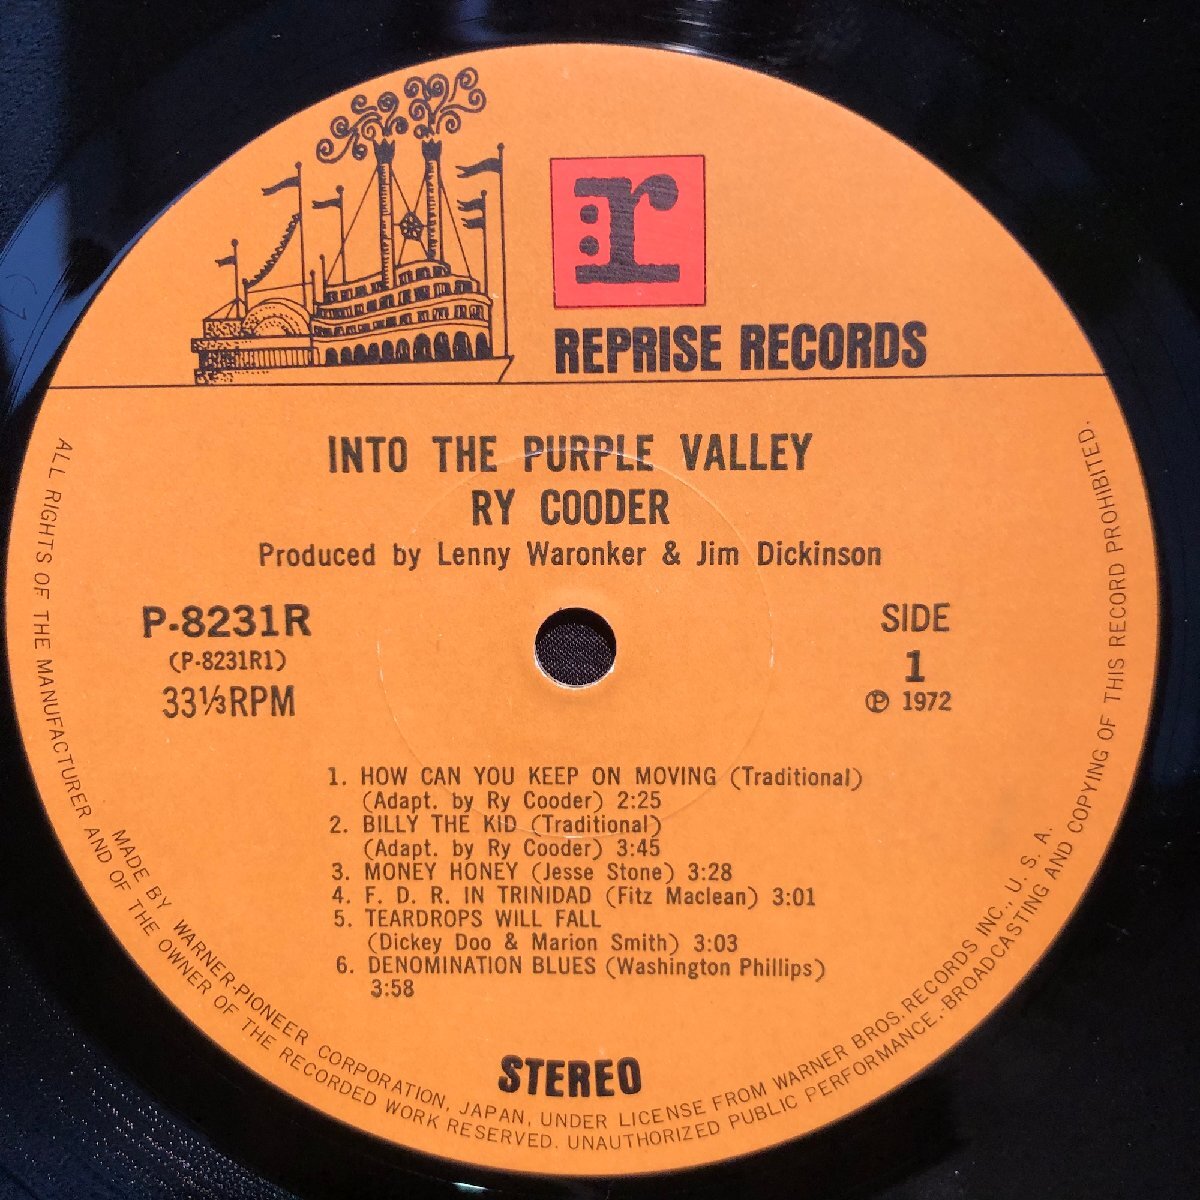 r:
REPRISE RECORDS
INTO THE PURPLE VALLEY
RY COODER
Produced by Lenny Waronker & Jim Dickinson
P-8231R
(P-8231R1)
33⅓RPM
SIDE
1
℗ 1972
1. HOW CAN YOU KEEP ON MOVING (Traditional)
(Adapt. by Ry Cooder) 2:25
2. BILLY THE KID (Traditional)
(Adapt. by Ry Cooder) 3:45
3. MONEY HONEY (Jesse Stone) 3:28
4. F. D. R. IN TRINIDAD (Fitz Maclean) 3:01
5. TEARDROPS WILL FALL
(Dickey Doo & Marion Smith) 3:03
6. DENOMINATION BLUES (Washington Phillips)
3:58
STEREO
MADE BY WARNER-PIONEER CORPORATION, JAPAN, UNDER LICENSE FROM WARNER BROS. RECORDS INC., U. S. A.
ALL RIGHTS OF THE MANUFACTURER AND OF THE OWNER OF THE RECORDED WORK RESERVED. UNAUTHORIZED PUBLIC PERFORMANCE, BROADCASTING AND COPYING OF THIS RECORD PROHIBITED.